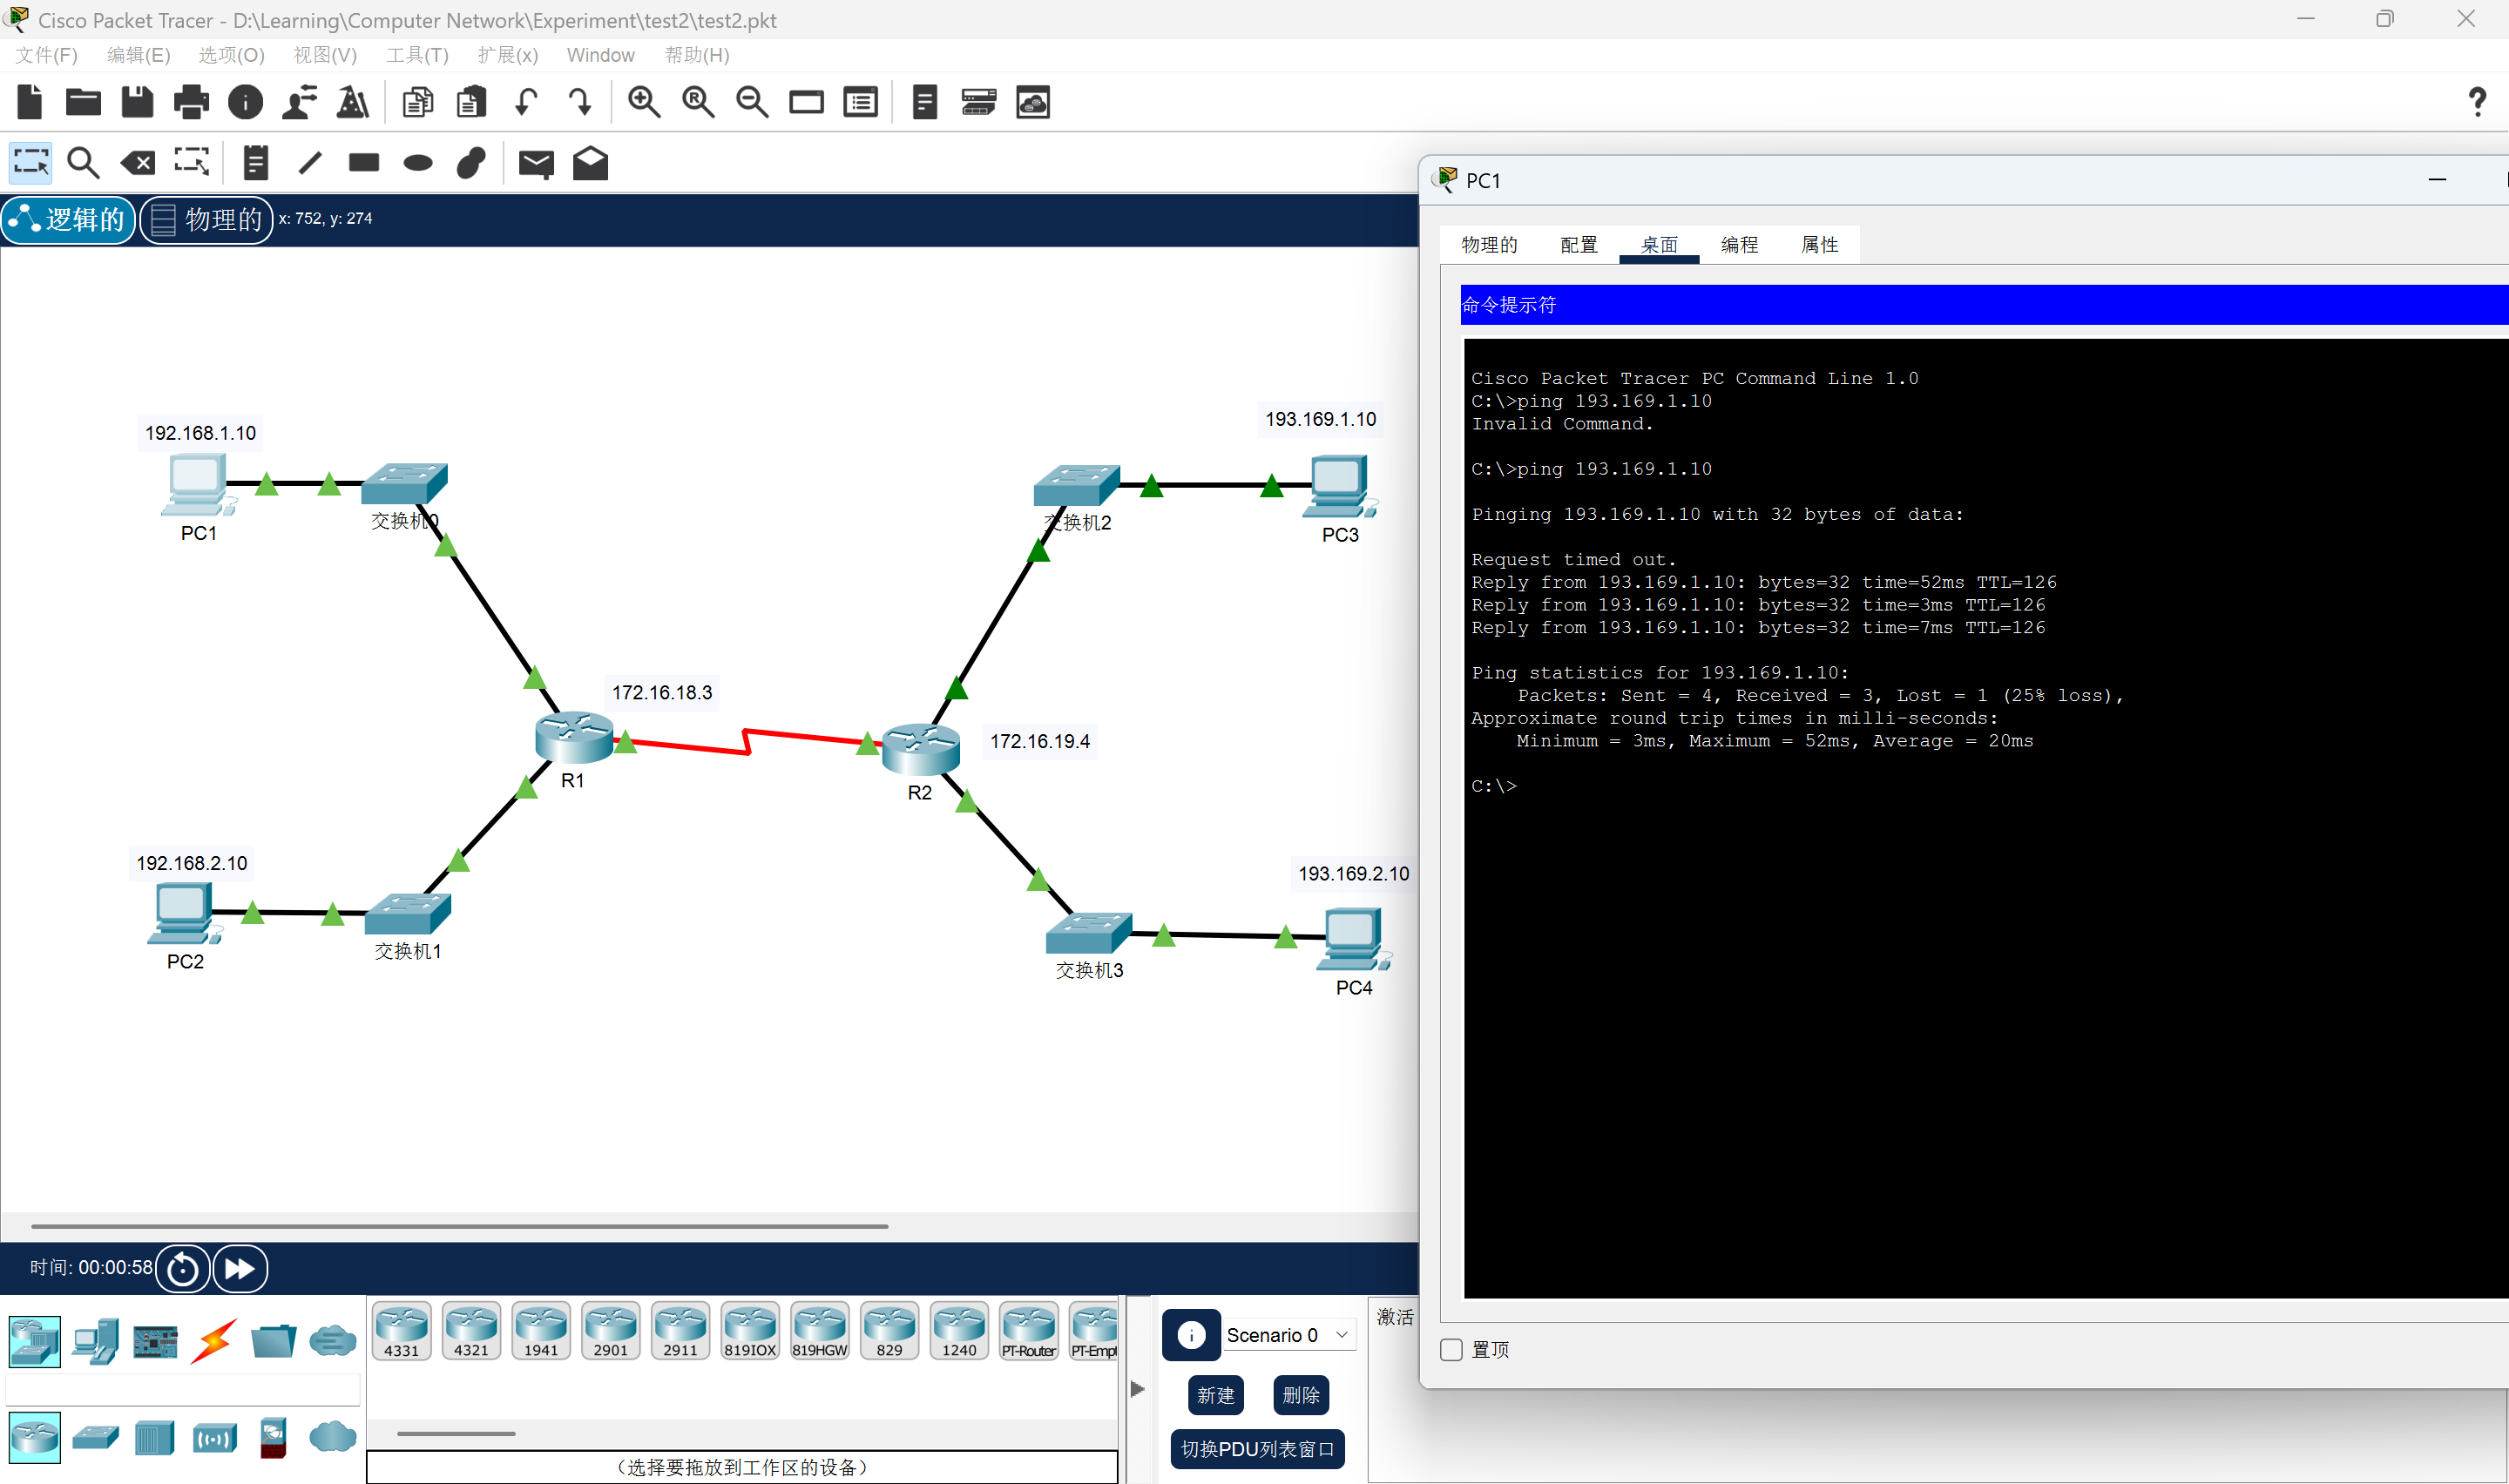 Cisco Packet Tracer - D:\Learning\Computer Network\Experiment\test2\test2.pkt
文件(F) 编辑(E) 选项(O) 视图(V) 工具(T) 扩展(x) Window 帮助(H)
逻辑的 物理的 x: 752, y: 274
192.168.1.10
PC1
交换机0
193.169.1.10
交换机2
PC3
172.16.18.3
R1
172.16.19.4
R2
192.168.2.10
PC2
交换机1
193.169.2.10
交换机3
PC4
PC1
物理的 配置 桌面 编程 属性
命令提示符
Cisco Packet Tracer PC Command Line 1.0
C:\>ping 193.169.1.10
Invalid Command.
C:\>ping 193.169.1.10
Pinging 193.169.1.10 with 32 bytes of data:
Request timed out.
Reply from 193.169.1.10: bytes=32 time=52ms TTL=126
Reply from 193.169.1.10: bytes=32 time=3ms TTL=126
Reply from 193.169.1.10: bytes=32 time=7ms TTL=126
Ping statistics for 193.169.1.10:
Packets: Sent = 4, Received = 3, Lost = 1 (25% loss),
Approximate round trip times in milli-seconds:
Minimum = 3ms, Maximum = 52ms, Average = 20ms
C:\>
置顶
时间: 00:00:58
4331 4321 1941 2901 2911 819IOX 819HGW 829 1240 PT-Router PT-Empt
(选择要拖放到工作区的设备)
Scenario 0
新建 删除
切换PDU列表窗口
激活